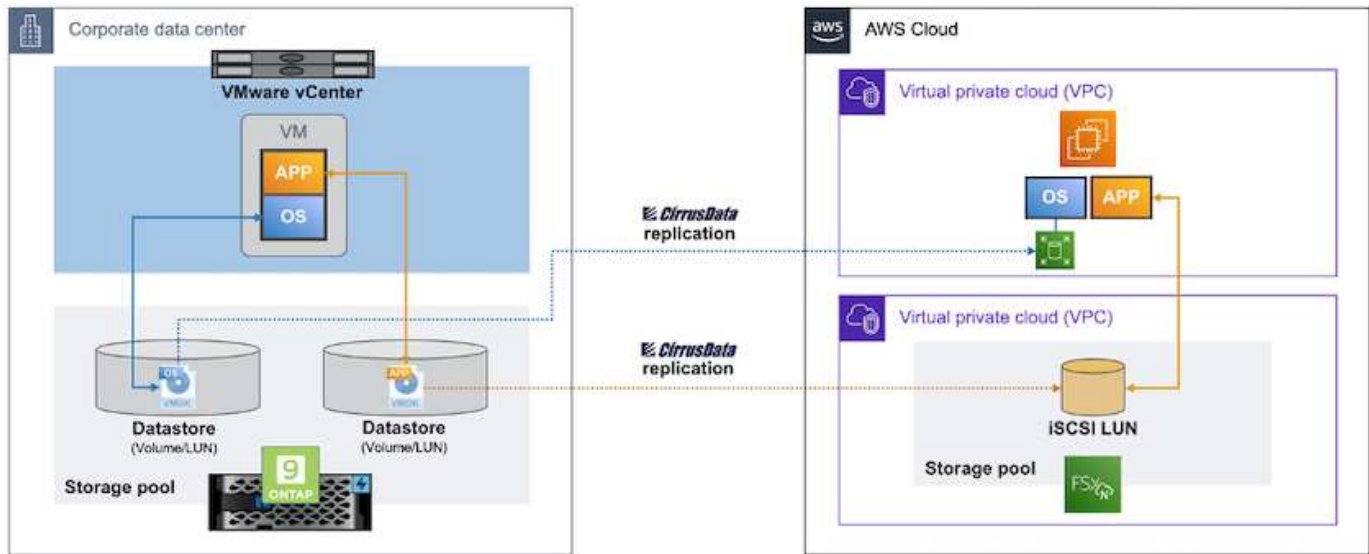 Corporate data center
VMware vCenter
VM
APP
OS
OS
VMDK
APP
VMDK
Datastore
(Volume/LUN)
Datastore
(Volume/LUN)
Storage pool
9
ONTAP
CirrusData
replication
CirrusData
replication
aws
AWS Cloud
Virtual private cloud (VPC)
OS
APP
Virtual private cloud (VPC)
iSCSI LUN
Storage pool
FSx
N